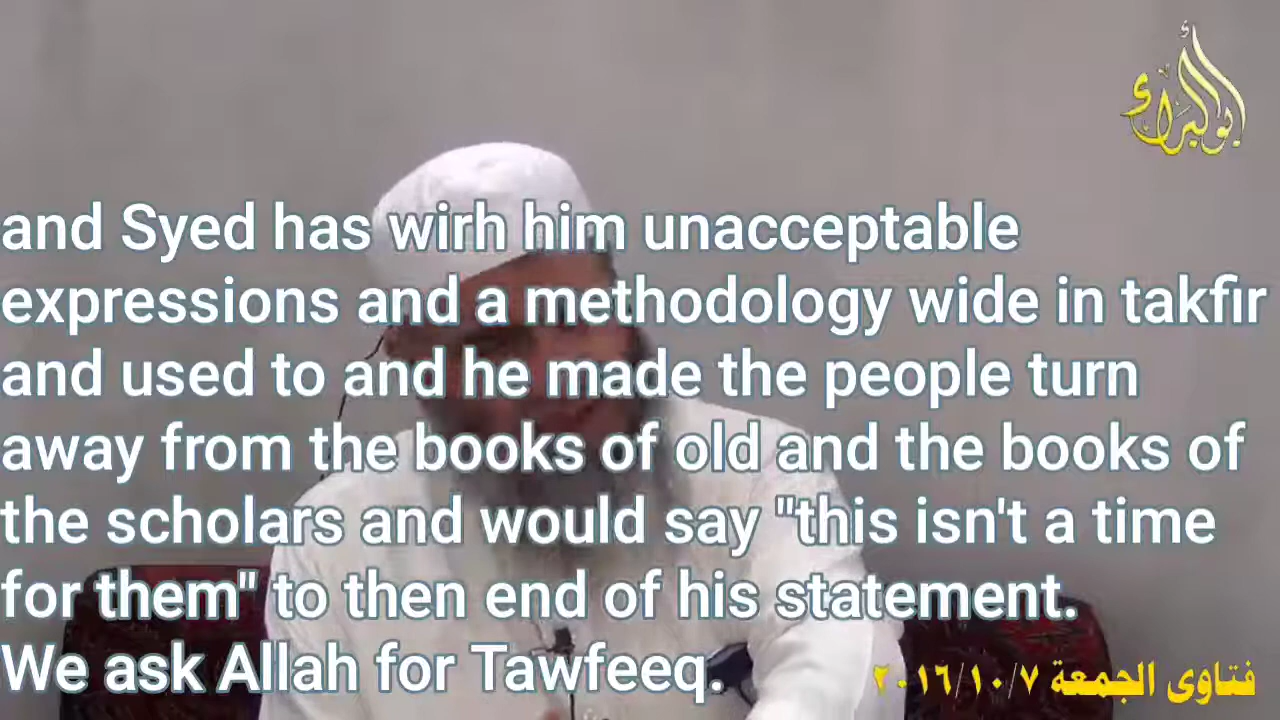 أبو البراء
and Syed has wirh him unacceptable
expressions and a methodology wide in takfir
and used to and he made the people turn
away from the books of old and the books of
the scholars and would say "this isn't a time
for them" to then end of his statement.
We ask Allah for Tawfeeq.
فتاوى الجمعة ٢٠١٦/١٠/٧